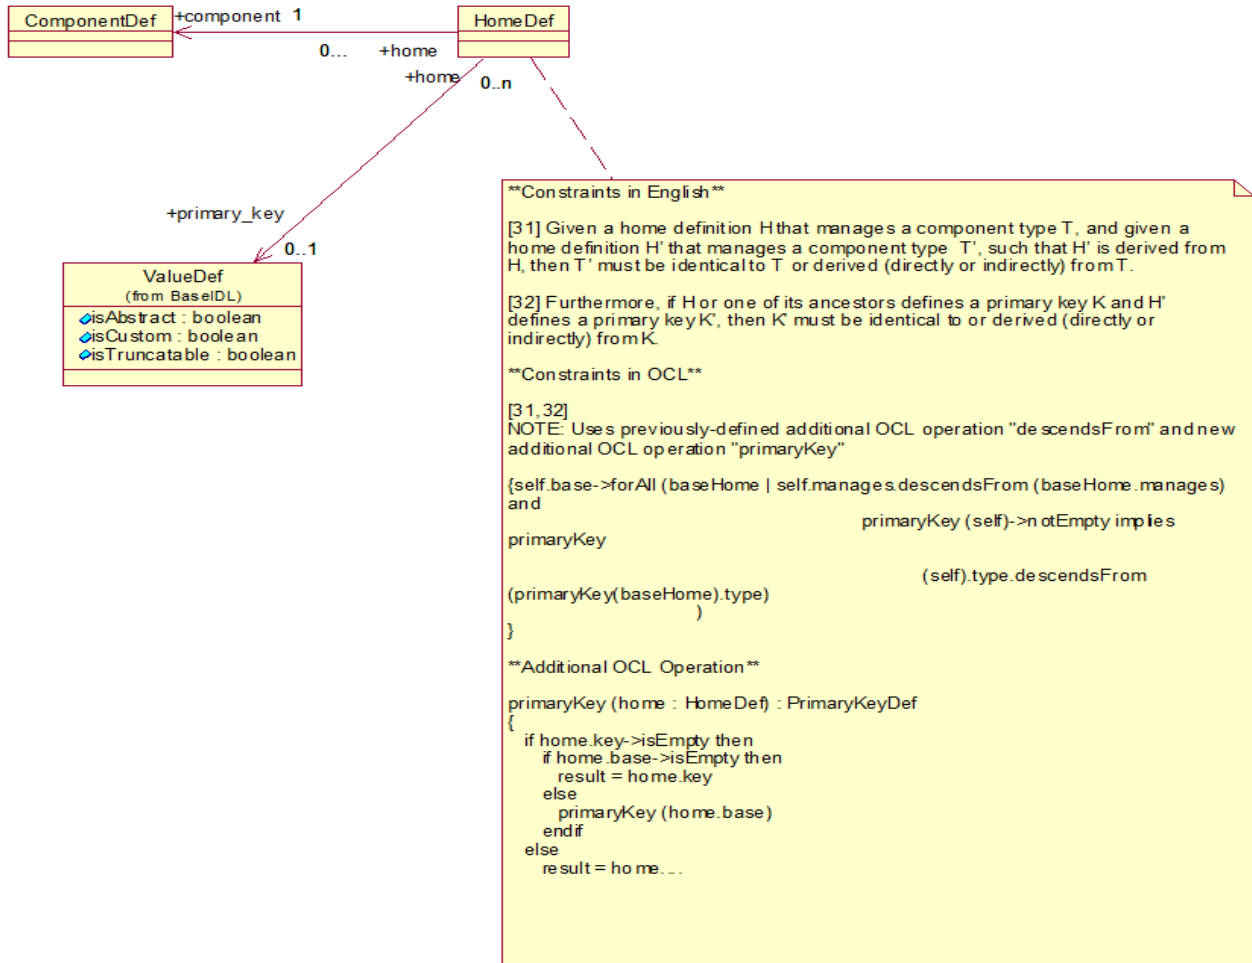 ComponentDef
+component 1
HomeDef
0... +home
+home 0..n
+primary_key
0..1
ValueDef
(from BaseIDL)
isAbstract : boolean
isCustom : boolean
isTruncatable : boolean
**Constraints in English**
[31] Given a home definition H that manages a component type T, and given a
home definition H' that manages a component type T', such that H' is derived from
H, then T' must be identical to T or derived (directly or indirectly) from T.
[32] Furthermore, if H or one of its ancestors defines a primary key K and H'
defines a primary key K', then K' must be identical to or derived (directly or
indirectly) from K.
**Constraints in OCL**
[31,32]
NOTE: Uses previously-defined additional OCL operation "descendsFrom" and new
additional OCL operation "primaryKey"
{self.base->forAll (baseHome | self.manages.descendsFrom (baseHome.manages)
and
primaryKey (self)->notEmpty implies
primaryKey
(self).type.descendsFrom
(primaryKey(baseHome).type)
)
}
**Additional OCL Operation**
primaryKey (home : HomeDef) : PrimaryKeyDef
{
if home.key->isEmpty then
if home.base->isEmpty then
result = home.key
else
primaryKey (home.base)
endif
else
result = home....